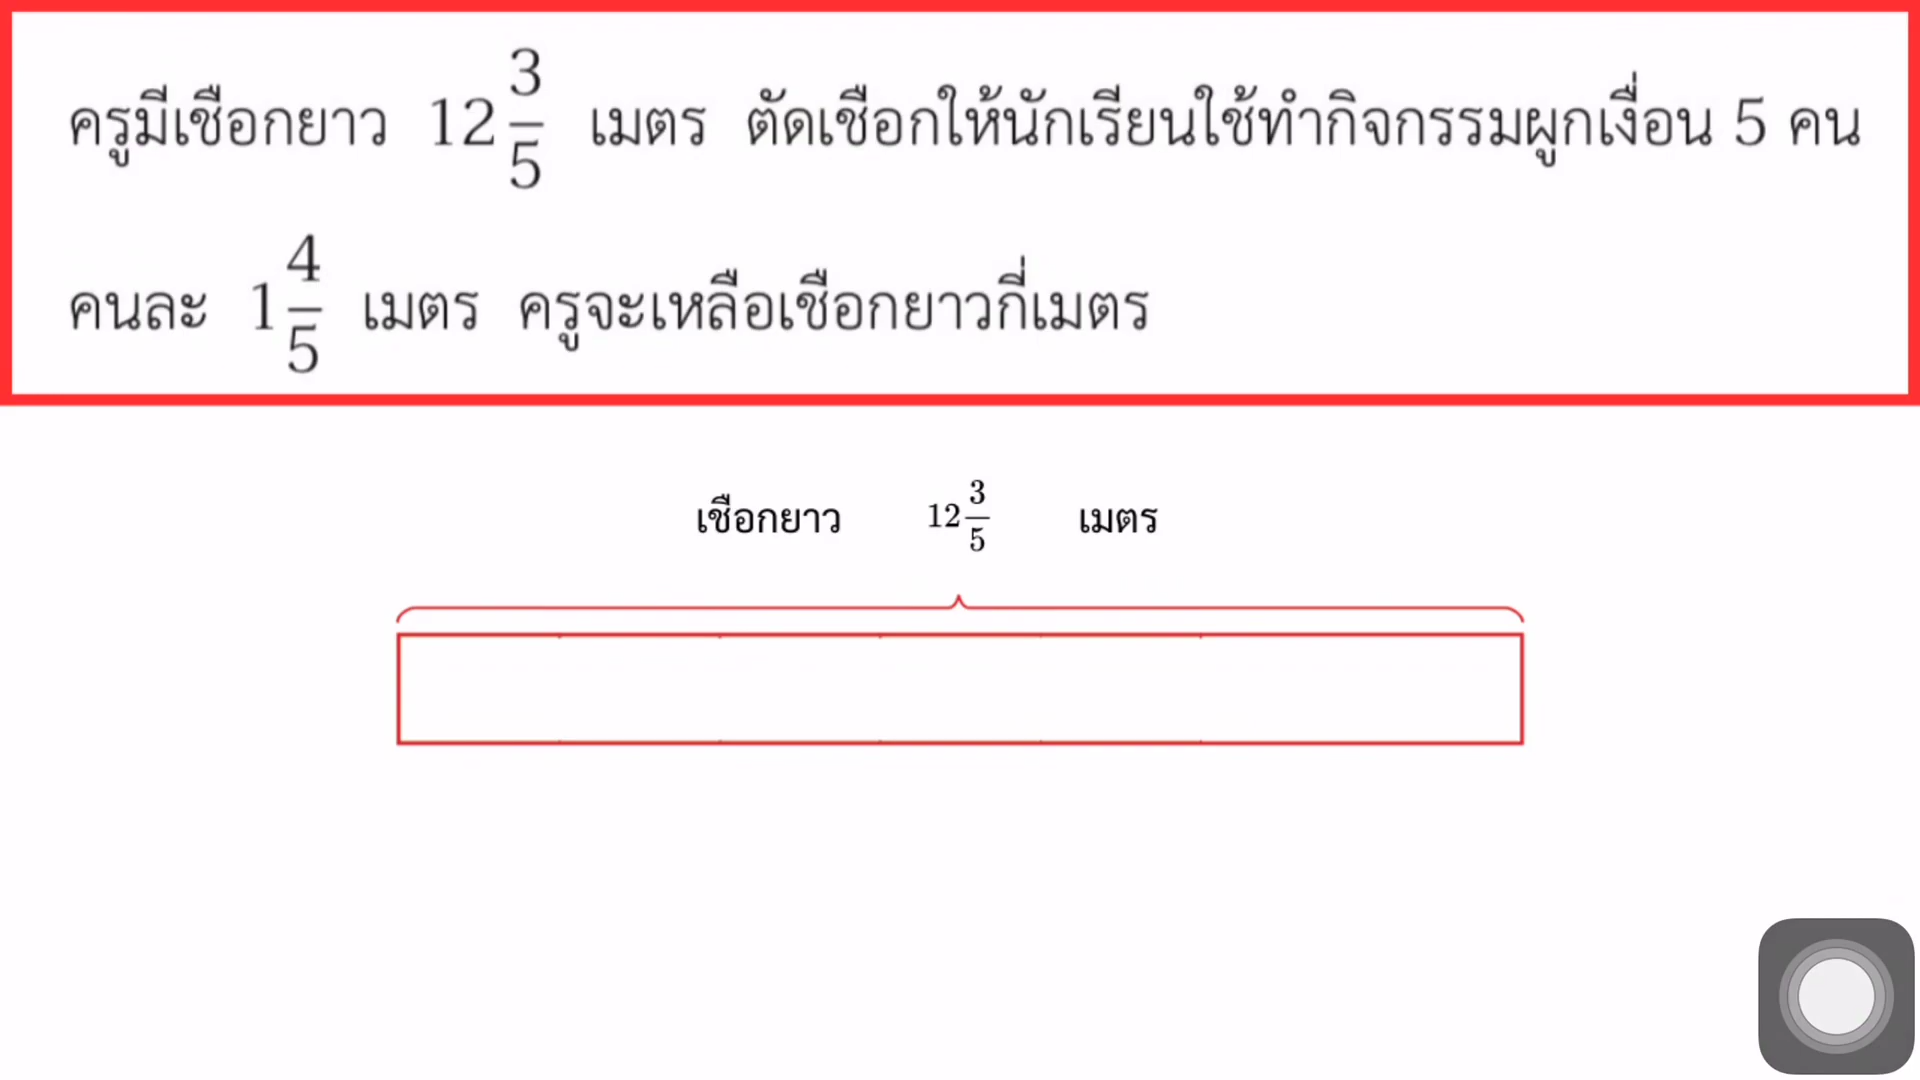 ครูมีเชือกยาว 12 3/5 เมตร ตัดเชือกให้นักเรียนใช้ทำกิจกรรมผูกเงื่อน 5 คน
คนละ 1 4/5 เมตร ครูจะเหลือเชือกยาวกี่เมตร
เชือกยาว 12 3/5 เมตร